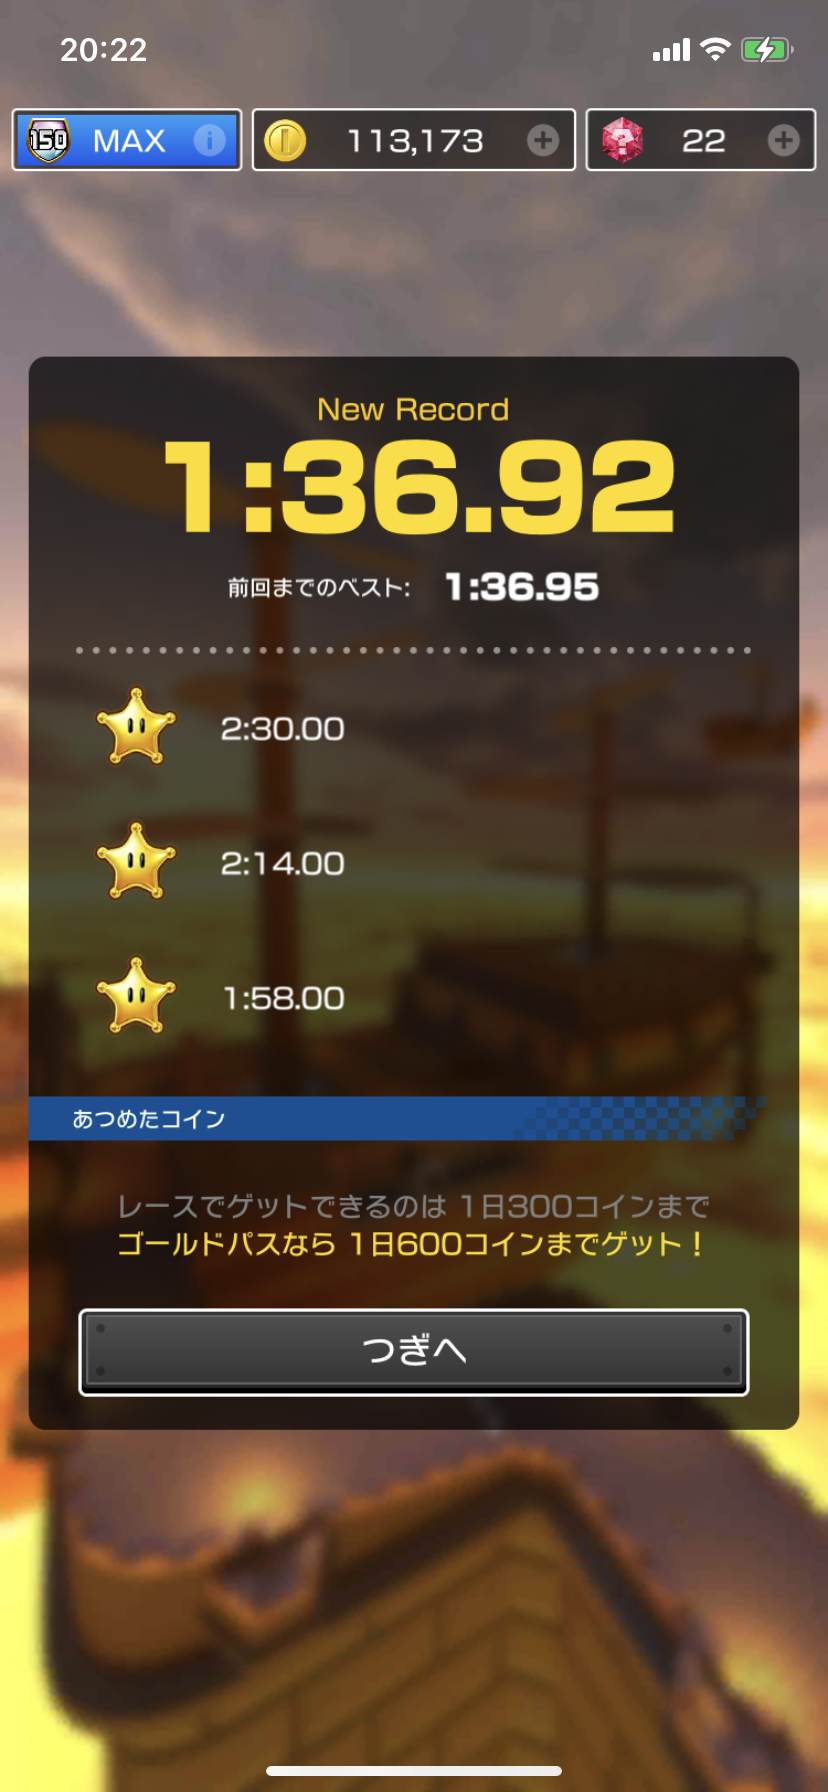 20:22
150 MAX i 113,173 + 22 +
New Record
1:36.92
前回までのベスト: 1:36.95
2:30.00
2:14.00
1:58.00
あつめたコイン
レースでゲットできるのは 1日300コインまで
ゴールドパスなら 1日600コインまでゲット！
つぎへ